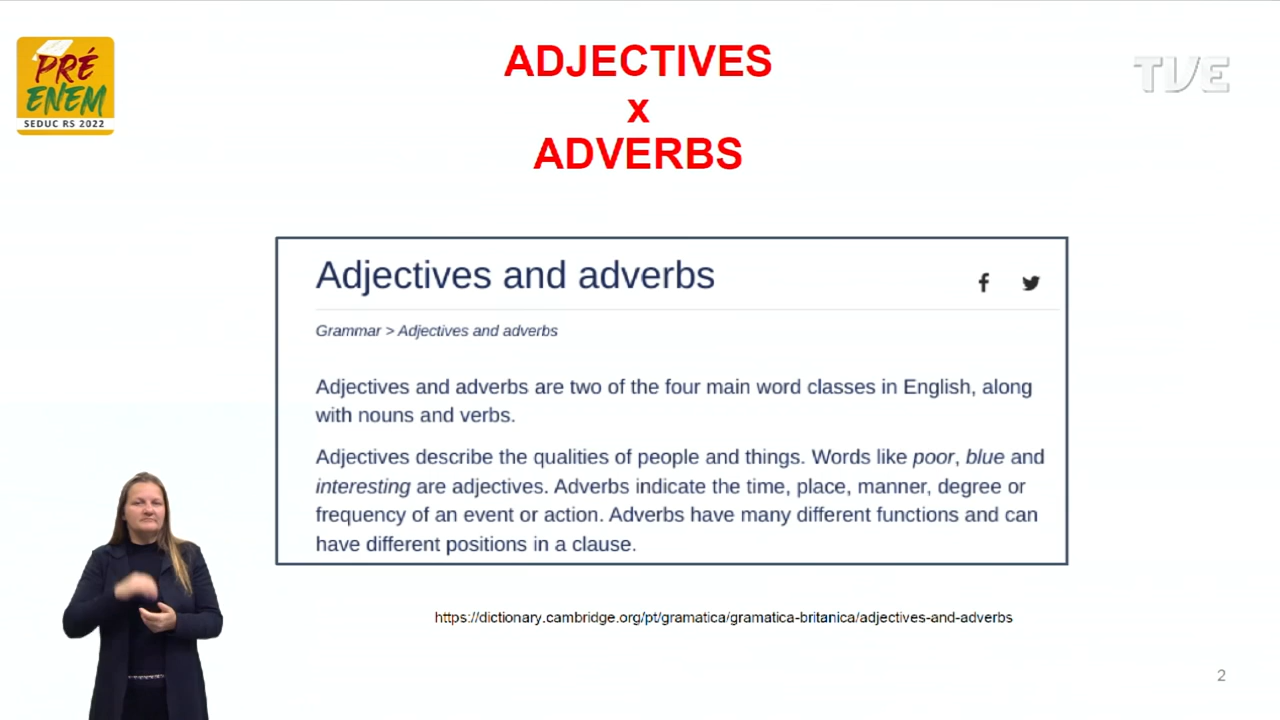 PRÉ
ENEM
SEDUC RS 2022
ADJECTIVES
x
ADVERBS
TVE
Adjectives and adverbs
Grammar > Adjectives and adverbs
Adjectives and adverbs are two of the four main word classes in English, along
with nouns and verbs.
Adjectives describe the qualities of people and things. Words like poor, blue and
interesting are adjectives. Adverbs indicate the time, place, manner, degree or
frequency of an event or action. Adverbs have many different functions and can
have different positions in a clause.
https://dictionary.cambridge.org/pt/gramatica/gramatica-britanica/adjectives-and-adverbs
2